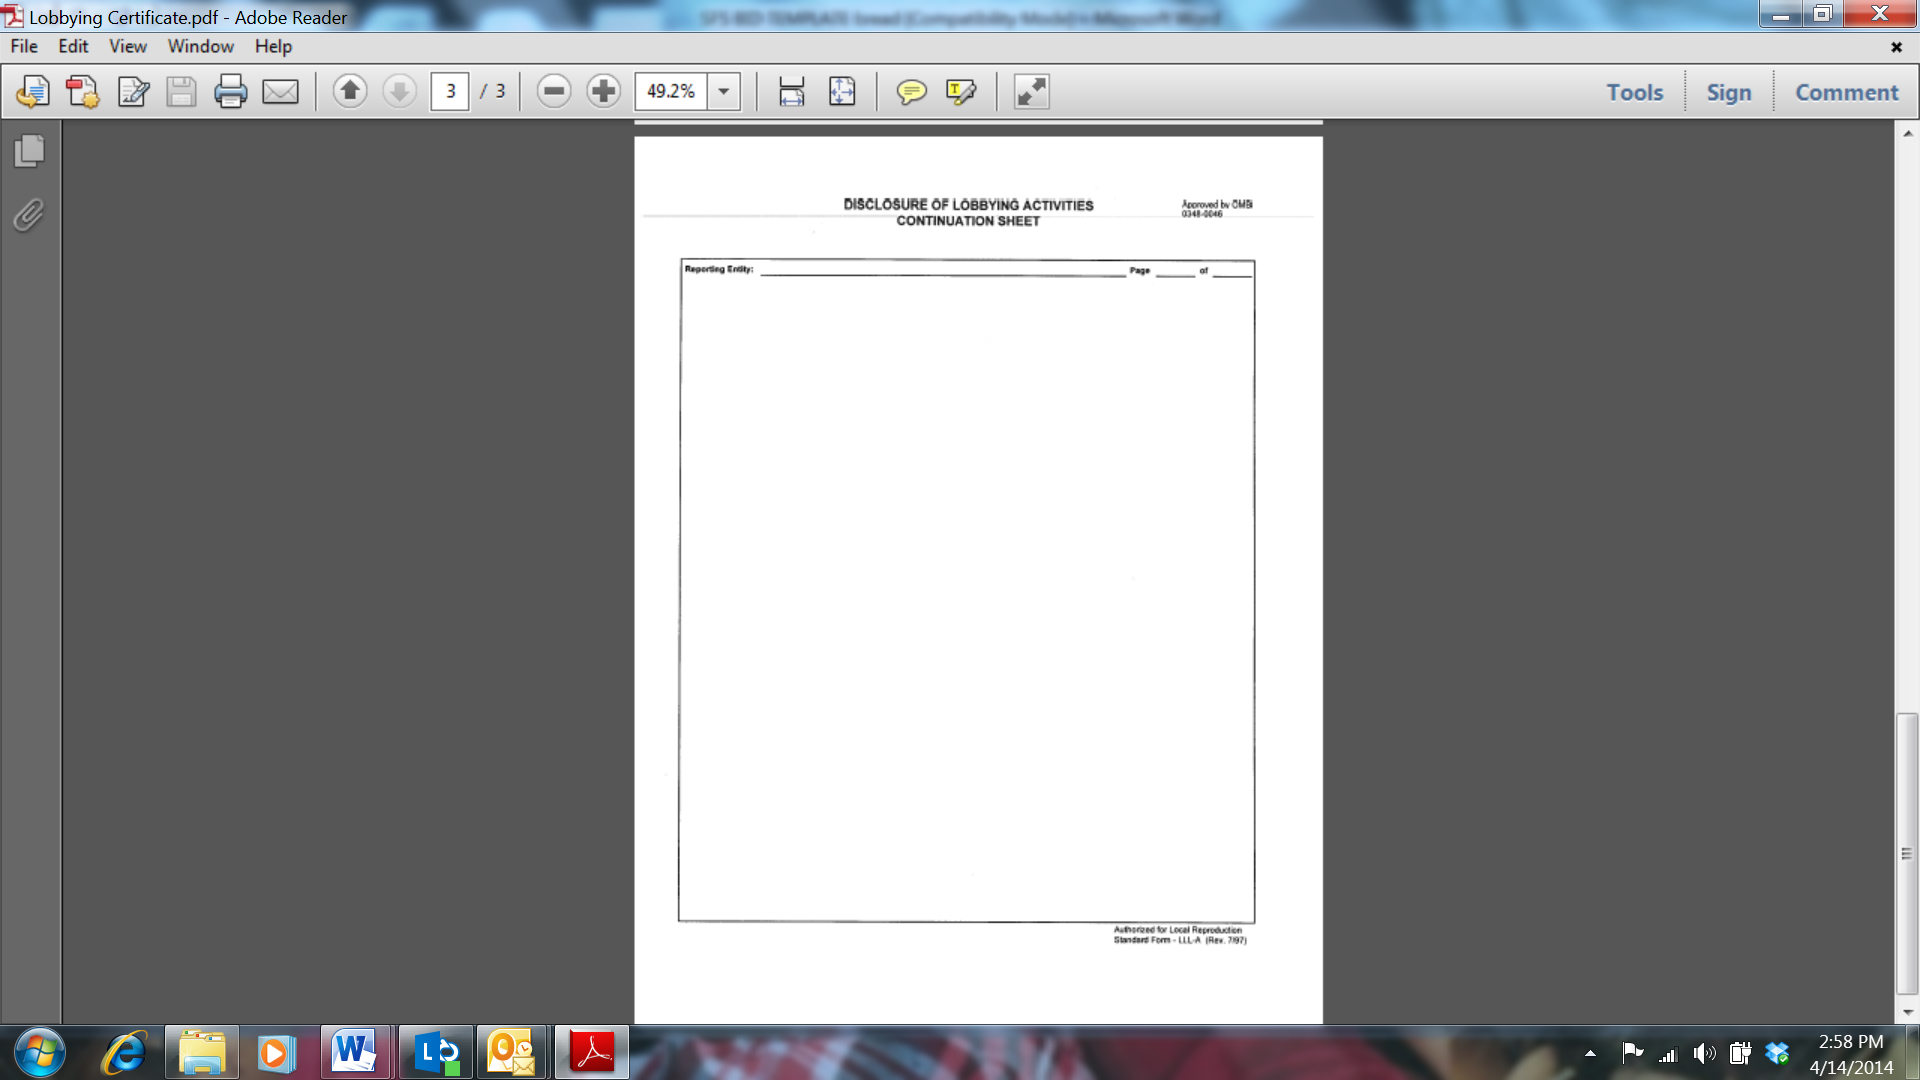 Lobbying Certificate.pdf - Adobe Reader
File Edit View Window Help
3 / 3
49.2%
Tools Sign Comment
DISCLOSURE OF LOBBYING ACTIVITIES
CONTINUATION SHEET
Approved by OMB
0348-0046
Reporting Entity: Page of
Authorized for Local Reproduction
Standard Form - LLL-A (Rev. 7/97)
2:58 PM
4/14/2014